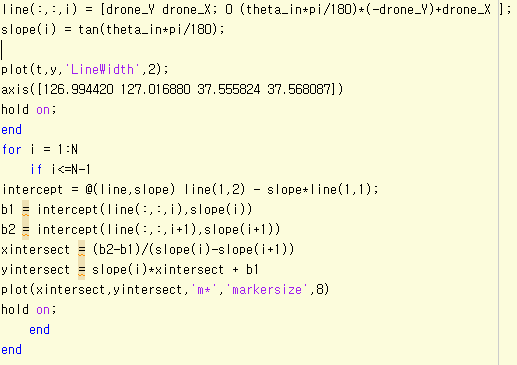 line(:,:,i) = [drone_Y drone_X; 0 (theta_in*pi/180)*(-drone_Y)+drone_X ];
slope(i) = tan(theta_in*pi/180);
plot(t,y,'LineWidth',2);
axis([126.994420 127.016880 37.555824 37.568087])
hold on;
end
for i = 1:N
if i<=N-1
intercept = @(line,slope) line(1,2) - slope*line(1,1);
b1 = intercept(line(:,:,i),slope(i))
b2 = intercept(line(:,:,i+1),slope(i+1))
xintersect = (b2-b1)/(slope(i)-slope(i+1))
yintersect = slope(i)*xintersect + b1
plot(xintersect,yintersect,'m*','markersize',8)
hold on;
end
end